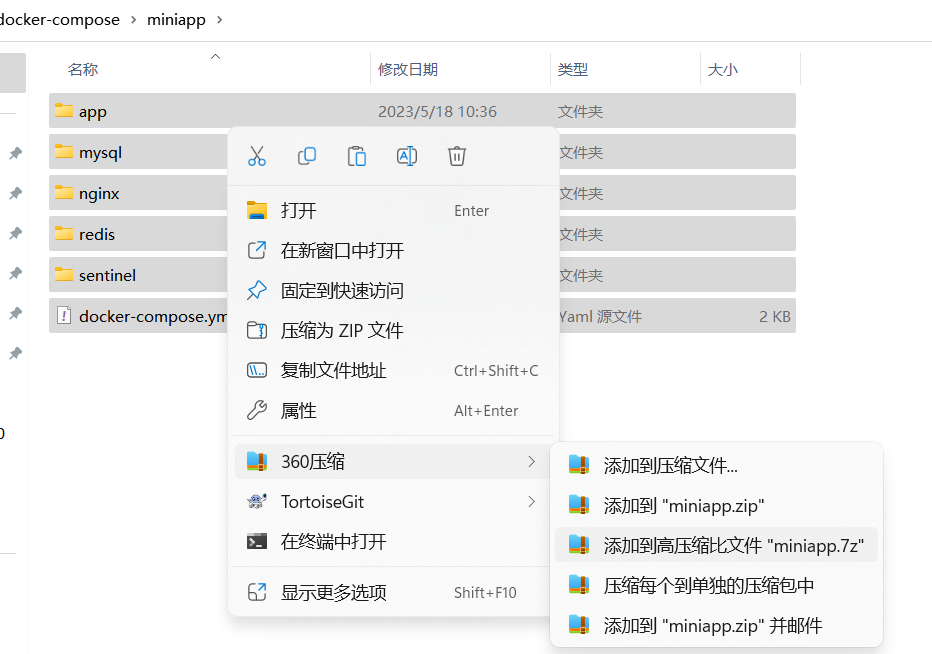 docker-compose > miniapp >
名称 修改日期 类型 大小
app 2023/5/18 10:36 文件夹
mysql 文件夹
nginx 文件夹
redis 文件夹
sentinel 文件夹
docker-compose.ym Yaml 源文件 2 KB
打开 Enter
在新窗口中打开
固定到快速访问
压缩为 ZIP 文件
复制文件地址 Ctrl+Shift+C
属性 Alt+Enter
360压缩
TortoiseGit
在终端中打开
显示更多选项 Shift+F10
添加到压缩文件...
添加到 "miniapp.zip"
添加到高压缩比文件 "miniapp.7z"
压缩每个到单独的压缩包中
添加到 "miniapp.zip" 并邮件
0